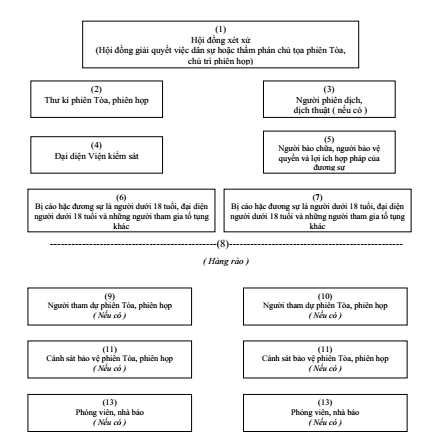 (1)
Hội đồng xét xử
(Hội đồng giải quyết việc dân sự hoặc thẩm phán chủ tọa phiên Tòa,
chủ trì phiên họp)
(2)
Thư kí phiên Tòa, phiên họp
(3)
Người phiên dịch,
dịch thuật ( nếu có )
(4)
Đại diện Viện kiểm sát
(5)
Người bào chữa, người bảo vệ
quyền và lợi ích hợp pháp của
đương sự
(6)
Bị cáo hặc đương sự là người dưới 18 tuổi, đại diện
người dưới 18 tuổi và những người tham gia tố tụng
khác
(7)
Bị cáo hặc đương sự là người dưới 18 tuổi, đại diện
người dưới 18 tuổi và những người tham gia tố tụng
khác
(8)
( Hàng rào )
(9)
Người tham dự phiên Tòa, phiên họp
( Nếu có )
(10)
Người tham dự phiên Tòa, phiên họp
( Nếu có )
(11)
Cảnh sát bảo vệ phiên Tòa, phiên họp
( Nếu có )
(11)
Cảnh sát bảo vệ phiên Tòa, phiên họp
( Nếu có )
(13)
Phóng viên, nhà báo
( Nếu có )
(13)
Phóng viên, nhà báo
( Nếu có )